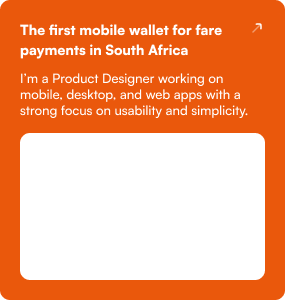 The first mobile wallet for fare
payments in South Africa
I'm a Product Designer working on
mobile, desktop, and web apps with a
strong focus on usability and simplicity.